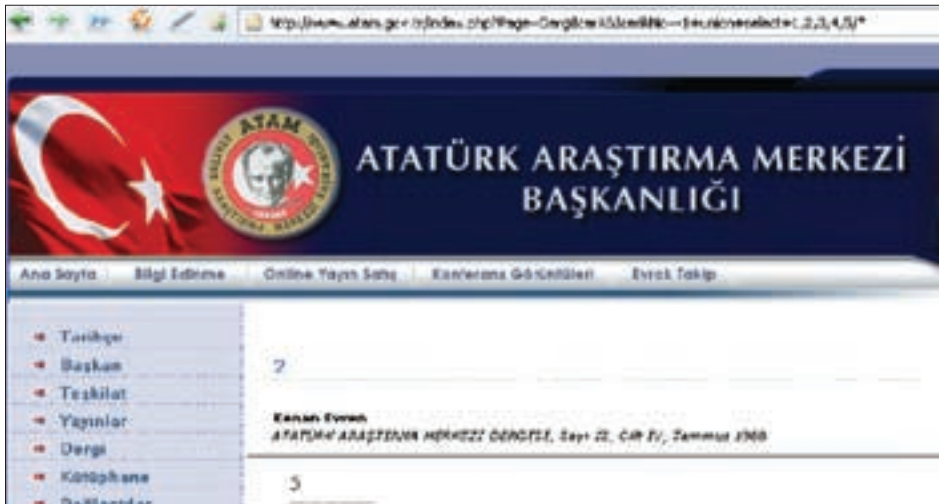 ATAM
ATATÜRK ARAŞTIRMA MERKEZİ
BAŞKANLIĞI
Ana Sayfa Bilgi Edinme Online Yayın Satış Konferans Görüntüleri Evrak Takip
Tarihçe
Başkan
Teşkilat
Yayınlar
Dergi
Kütüphane
2
Kenan Evren
ATATÜRK ARAŞTIRMA MERKEZİ DERGİSİ, Sayı Cilt IV, Temmuz 1988
5